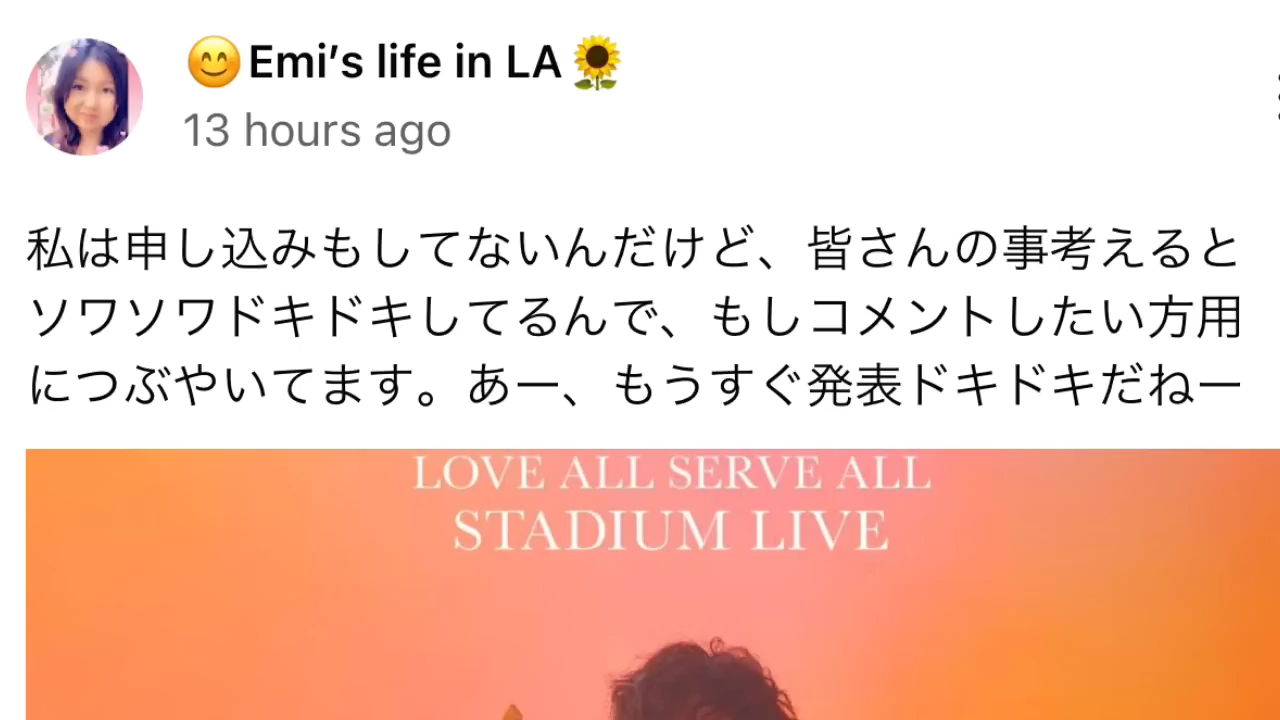 😊Emi’s life in LA🌻
13 hours ago
私は申し込みもしてないんだけど、皆さんの事考えると
ソワソワドキドキしてるんで、もしコメントしたい方用
につぶやいてます。あー、もうすぐ発表ドキドキだねー
LOVE ALL SERVE ALL
STADIUM LIVE